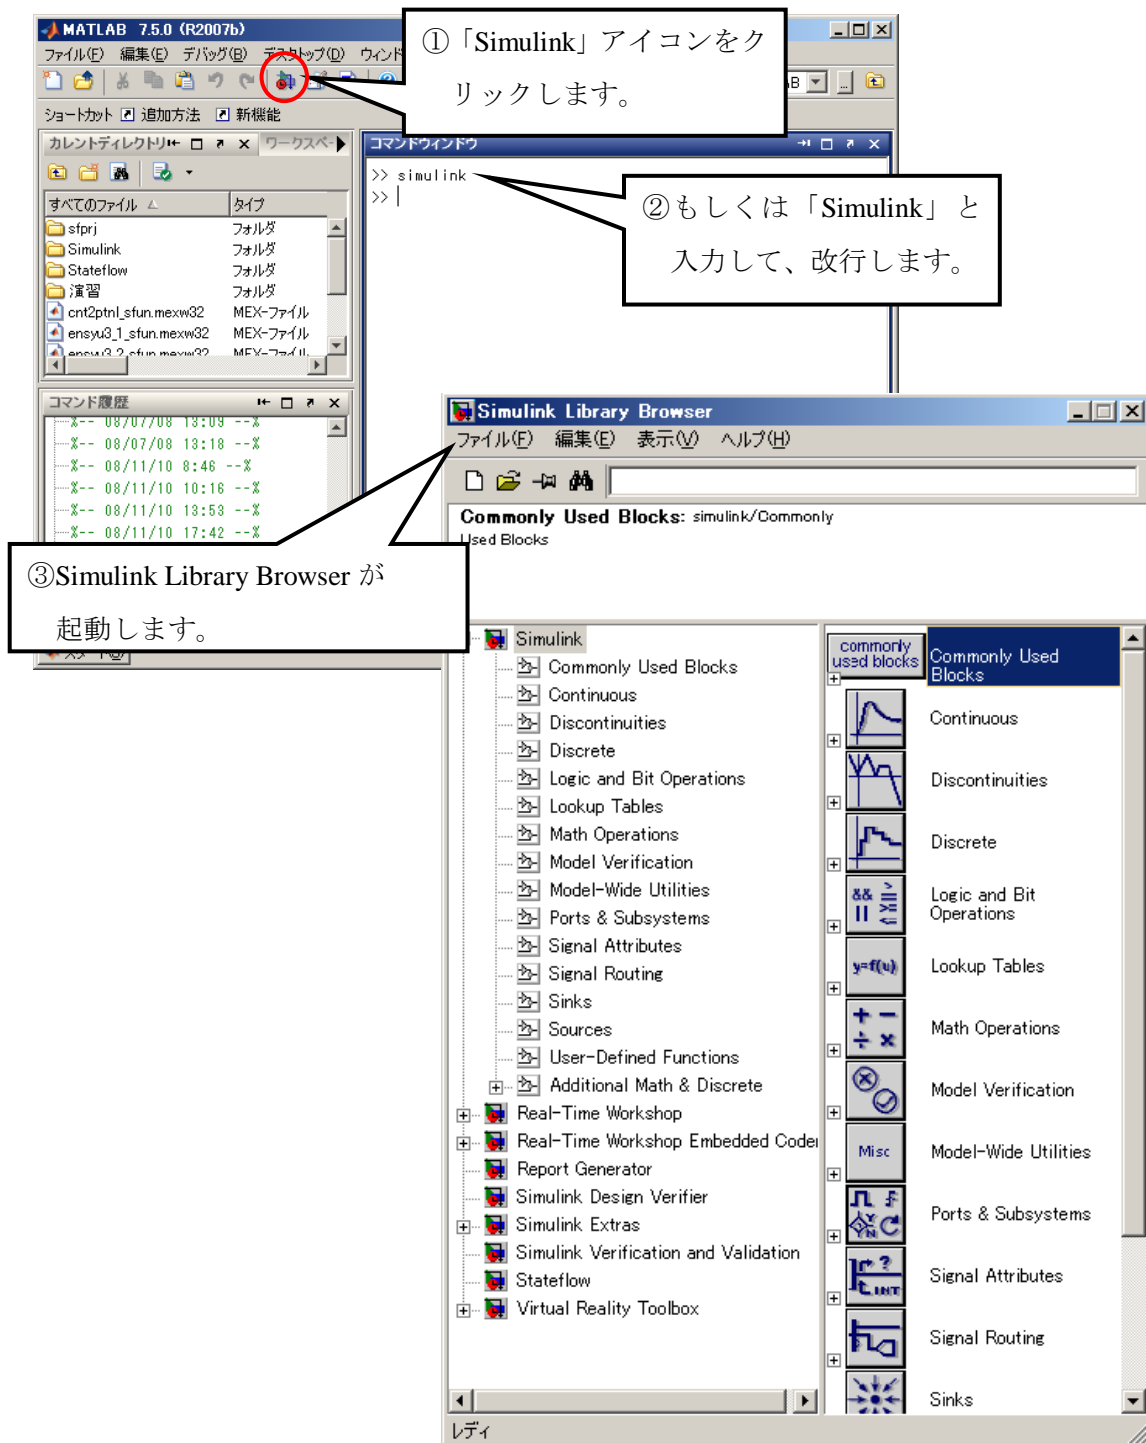 MATLAB 7.5.0 (R2007b)
ファイル(F) 編集(E) デバッグ(B) デスクトップ(D) ウィンド
①「Simulink」アイコンをク
リックします。
ショートカット 追加方法 新機能
カレントディレクトリ ワークスペー
コマンドウィンドウ
>> simulink
>>
②もしくは「Simulink」と
入力して、改行します。
すべてのファイル タイプ
sfprj フォルダ
Simulink フォルダ
Stateflow フォルダ
演習 フォルダ
cnt2ptnl_sfun.mexw32 MEX-ファイル
ensyu3_1_sfun.mexw32 MEX-ファイル
ensyu3_2_sfun.mexw32 MEX-ファイル
コマンド履歴
%-- 08/07/08 13:09 --%
%-- 08/07/08 13:18 --%
%-- 08/11/10 8:46 --%
%-- 08/11/10 10:16 --%
%-- 08/11/10 13:53 --%
%-- 08/11/10 17:42 --%
③Simulink Library Browser が
起動します。
Simulink Library Browser
ファイル(F) 編集(E) 表示(V) ヘルプ(H)
Commonly Used Blocks: simulink/Commonly
Used Blocks
Simulink
Commonly Used Blocks
Continuous
Discontinuities
Discrete
Logic and Bit Operations
Lookup Tables
Math Operations
Model Verification
Model-Wide Utilities
Ports & Subsystems
Signal Attributes
Signal Routing
Sinks
Sources
User-Defined Functions
Additional Math & Discrete
Real-Time Workshop
Real-Time Workshop Embedded Coder
Report Generator
Simulink Design Verifier
Simulink Extras
Simulink Verification and Validation
Stateflow
Virtual Reality Toolbox
commonly
used blocks
Commonly Used
Blocks
Continuous
Discontinuities
Discrete
&& > =
|| >= <=
Logic and Bit
Operations
y=f(u)
Lookup Tables
+ −
÷ ×
Math Operations
Model Verification
Misc
Model-Wide Utilities
Y
N
Ports & Subsystems
?
INT
Signal Attributes
Signal Routing
Sinks
レディ